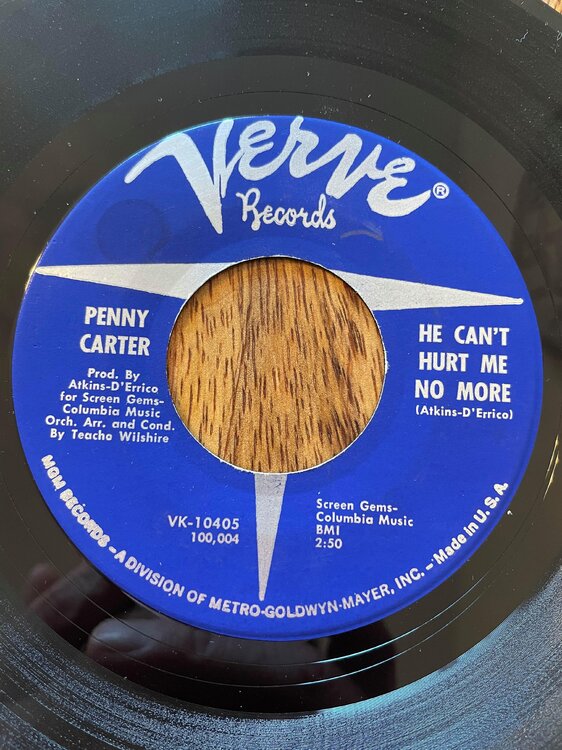 Verve®
Records
PENNY
CARTER
Prod. By
Atkins-D'Errico
for Screen Gems-
Columbia Music
Orch. Arr. and Cond.
By Teacho Wilshire
HE CAN'T
HURT ME
NO MORE
(Atkins-D'Errico)
VK-10405
100,004
Screen Gems-
Columbia Music
BMI
2:50
MGM RECORDS - A DIVISION OF METRO-GOLDWYN-MAYER, INC. - Made in U.S.A.